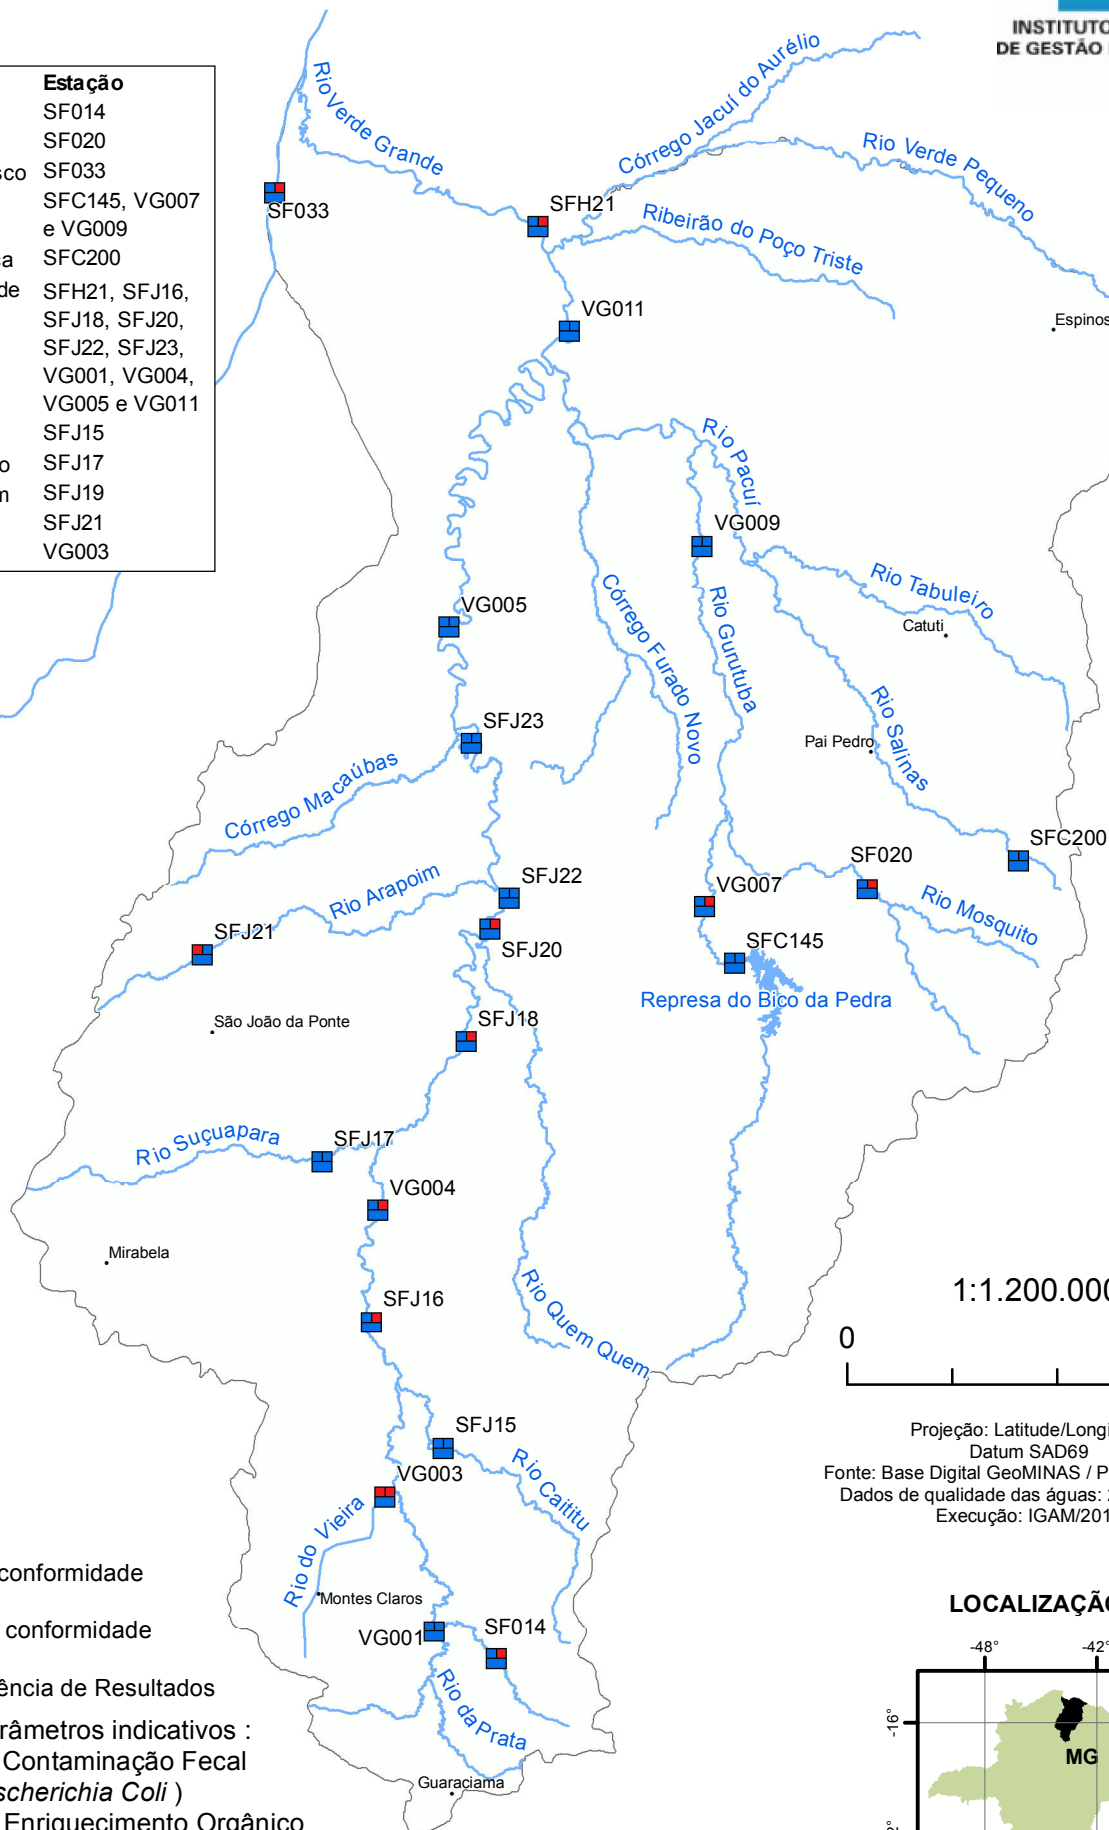 INSTITUTO
DE GESTÃO
Estação
SF014
SF020
sco SF033
SFC145, VG007
e VG009
ca SFC200
de SFH21, SFJ16,
SFJ18, SFJ20,
SFJ22, SFJ23,
VG001, VG004,
VG005 e VG011
SFJ15
o SFJ17
m SFJ19
SFJ21
VG003
Rio Verde Grande
Córrego Jacuí do Aurélio
Rio Verde Pequeno
SF033
SFH21
Ribeirão do Poço Triste
VG011
Espinos
Rio Pacuí
VG009
Rio Tabuleiro
Catuti
VG005
Córrego Furado Novo
Rio Gurutuba
SFJ23
Rio Salinas
Pai Pedro
Córrego Macaúbas
SFC200
SF020
SFJ22
Rio Arapoim
VG007
Rio Mosquito
SFJ21
SFJ20
SFC145
Represa do Bico da Pedra
São João da Ponte
SFJ18
Rio Suçuapara
SFJ17
VG004
Mirabela
SFJ16
Rio Quem Quem
1:1.200.000
0
SFJ15
Projeção: Latitude/Longi
Datum SAD69
Fonte: Base Digital GeoMINAS / P
Dados de qualidade das águas:
Execução: IGAM/201
VG003
Rio Caititu
Rio do Vieira
conformidade
Montes Claros
conformidade
VG001
SF014
LOCALIZAÇÃO
-48°
-42°
ência de Resultados
Rio da Prata
râmetros indicativos :
Contaminação Fecal
scherichia Coli )
Enriquecimento Orgânico
-16°
MG
Guaraciama